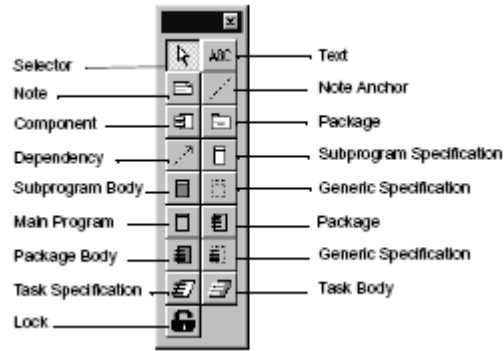 ABC
Selector
Text
Note
Note Anchor
Component
Package
Dependency
Subprogram Specification
Subprogram Body
Generic Specification
Main Program
Package
Package Body
Generic Specification
Task Specification
Task Body
Lock